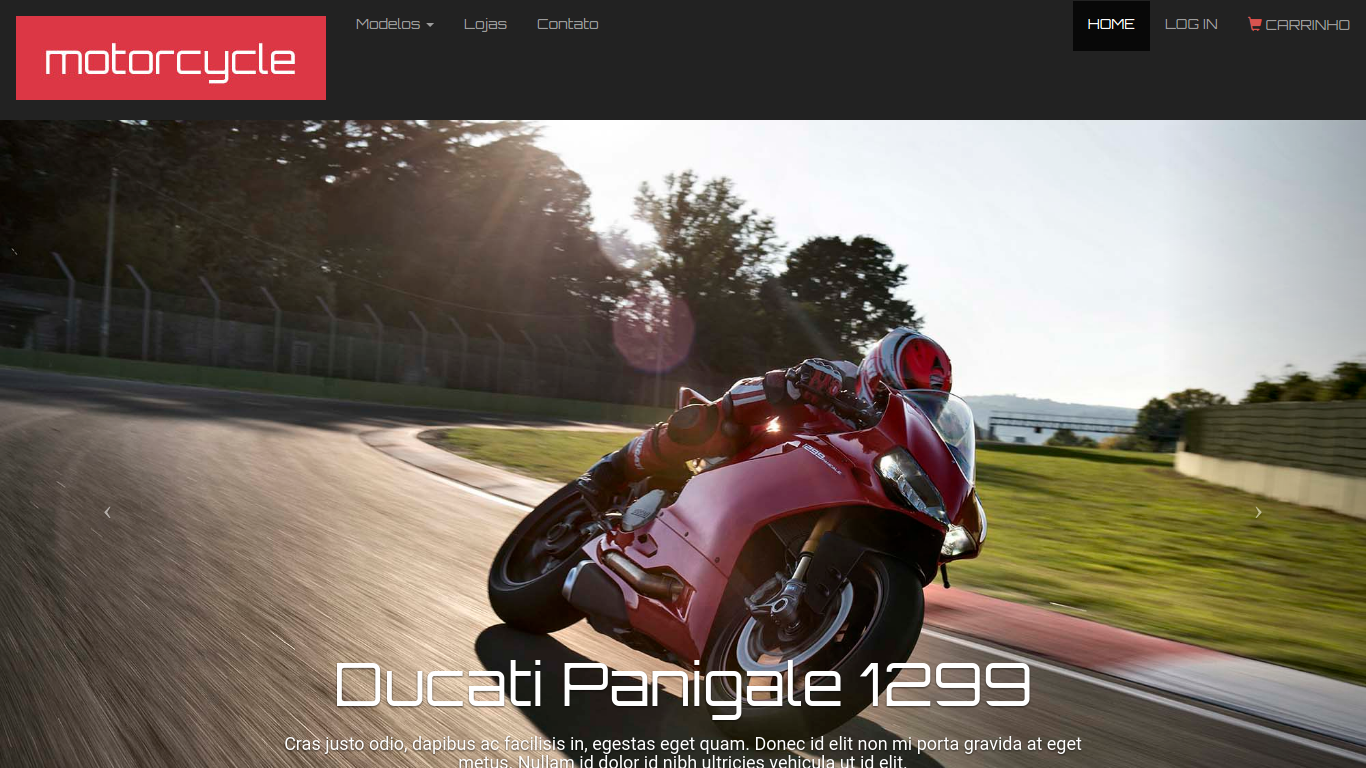 motorcycle
Modelos
Lojas
Contato
HOME
LOG IN
CARRINHO
1299
Ducati Panigale 1299
Cras justo odio, dapibus ac facilisis in, egestas eget quam. Donec id elit non mi porta gravida at eget
metus. Nullam id dolor id nibh ultricies vehicula ut id elit.